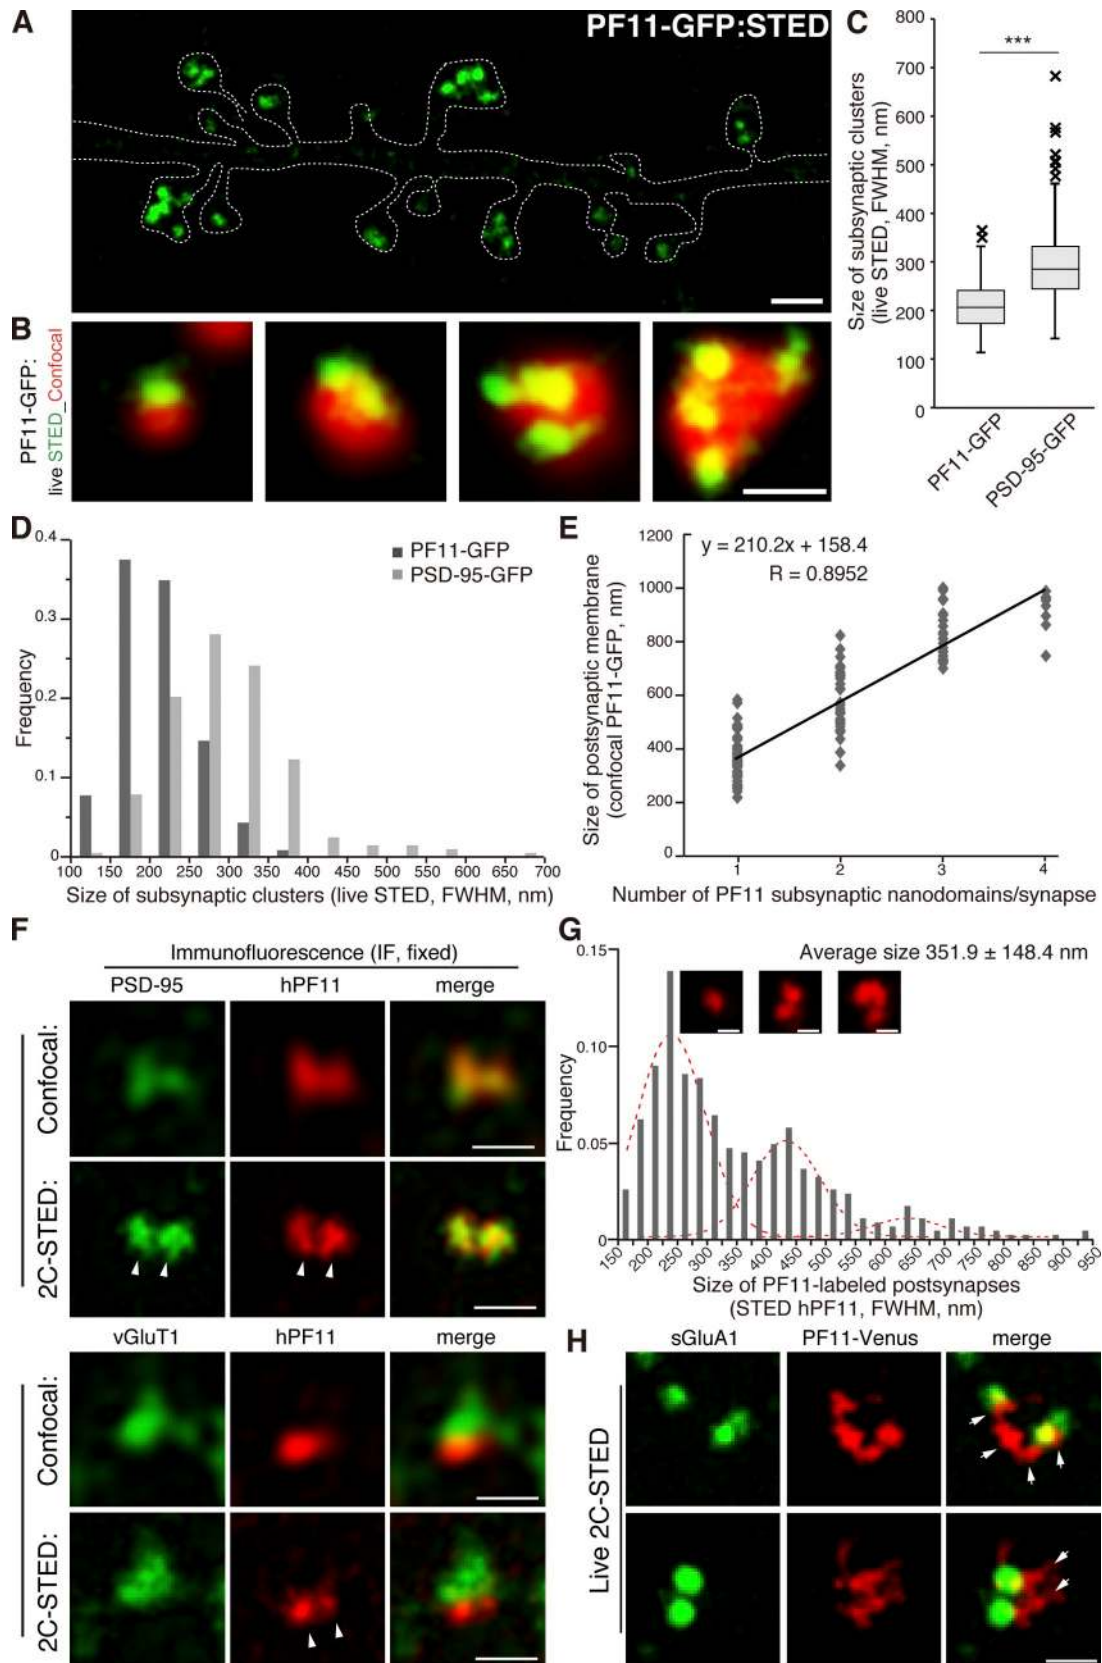 A
PF11-GFP:STED
B
PF11-GFP:
live STED_Confocal
C
Size of subsynaptic clusters
(live STED, FWHM, nm)
800
700
600
500
400
300
200
100
0
***
PF11-GFP
PSD-95-GFP
D
Frequency
0.4
0.3
0.2
0.1
0
PF11-GFP
PSD-95-GFP
100 150 200 250 300 350 400 450 500 550 600 650 700
Size of subsynaptic clusters (live STED, FWHM, nm)
E
Size of postsynaptic membrane
(confocal PF11-GFP, nm)
1200
1000
800
600
400
200
0
y = 210.2x + 158.4
R = 0.8952
1 2 3 4
Number of PF11 subsynaptic nanodomains/synapse
F
Immunofluorescence (IF, fixed)
PSD-95 hPF11 merge
Confocal:
2C-STED:
vGluT1 hPF11 merge
Confocal:
2C-STED:
G
Average size 351.9 ± 148.4 nm
Frequency
0.15
0.10
0.05
0
150 200 250 300 350 400 450 500 550 600 650 700 750 800 850 900 950
Size of PF11-labeled postsynapses
(STED hPF11, FWHM, nm)
H
sGluA1 PF11-Venus merge
Live 2C-STED